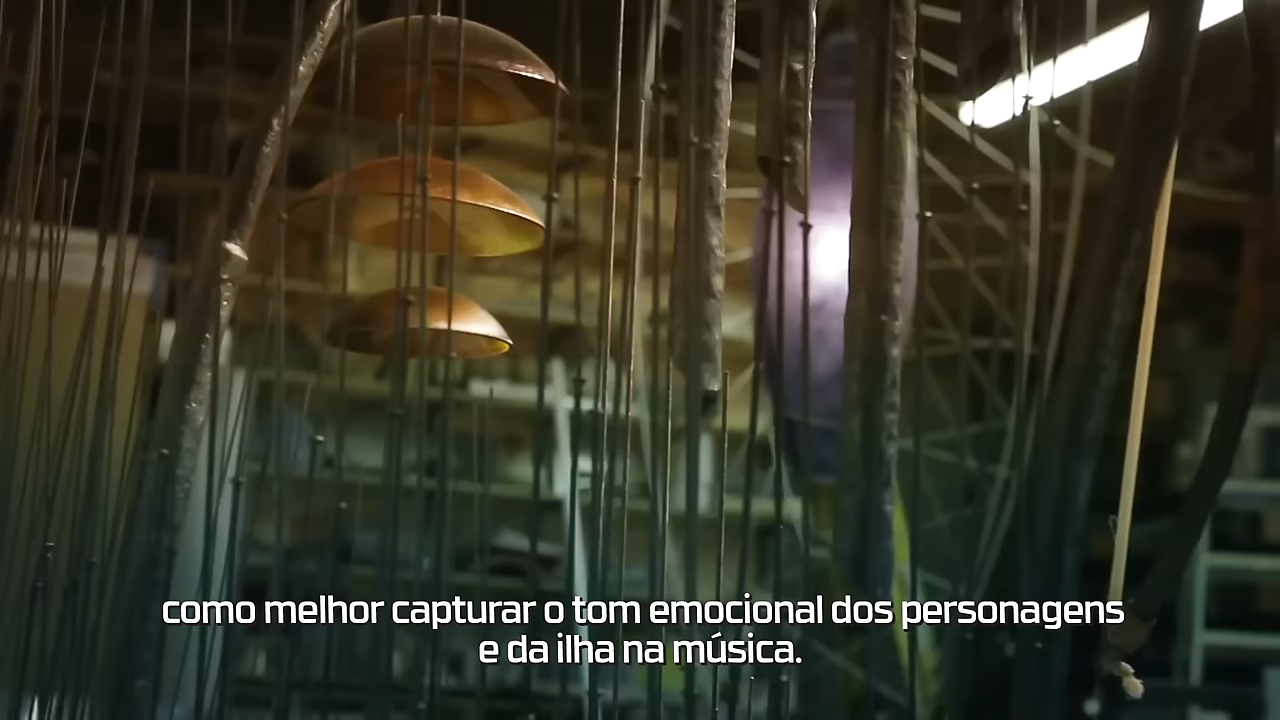 como melhor capturar o tom emocional dos personagens
e da ilha na música.